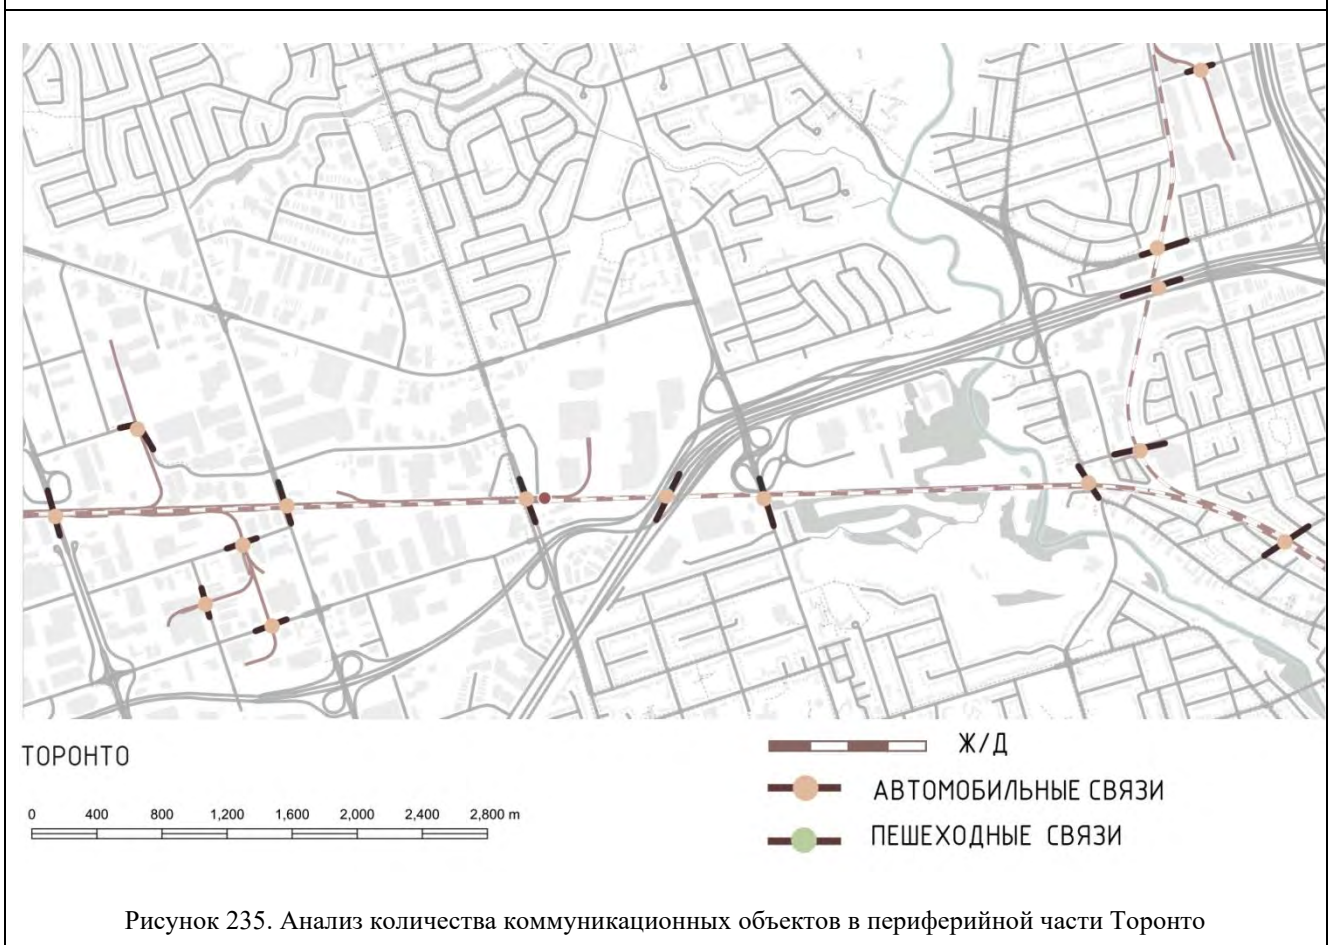 ТОРОНТО
0 400 800 1,200 1,600 2,000 2,400 2,800 m
Ж/Д
АВТОМОБИЛЬНЫЕ СВЯЗИ
ПЕШЕХОДНЫЕ СВЯЗИ
Рисунок 235. Анализ количества коммуникационных объектов в периферийной части Торонто